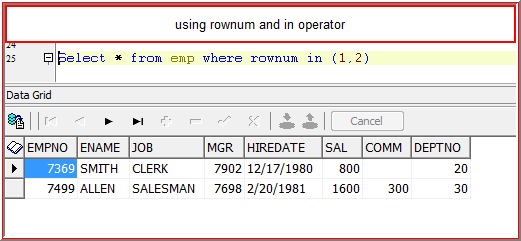 using rownum and in operator
24
25 Select * from emp where rownum in (1,2)
Data Grid
Cancel
EMPNO ENAME JOB MGR HIREDATE SAL COMM DEPTNO
7369 SMITH CLERK 7902 12/17/1980 800 20
7499 ALLEN SALESMAN 7698 2/20/1981 1600 300 30